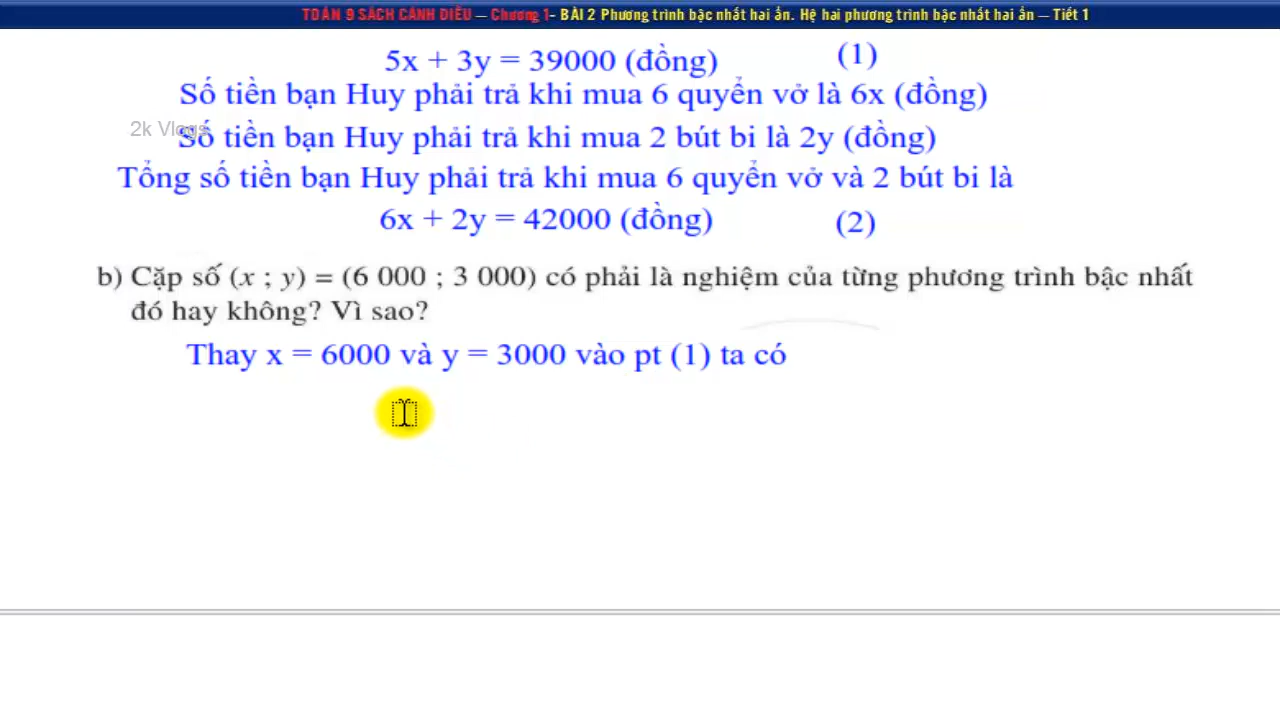 TOÁN 9 SÁCH CÁNH DIỀU – Chương 1- BÀI 2 Phương trình bậc nhất hai ẩn. Hệ hai phương trình bậc nhất hai ẩn – Tiết 1
5x + 3y = 39000 (đồng) (1)
Số tiền bạn Huy phải trả khi mua 6 quyển vở là 6x (đồng)
2k Vlogs
Số tiền bạn Huy phải trả khi mua 2 bút bi là 2y (đồng)
Tổng số tiền bạn Huy phải trả khi mua 6 quyển vở và 2 bút bi là
6x + 2y = 42000 (đồng) (2)
b) Cặp số (x ; y) = (6 000 ; 3 000) có phải là nghiệm của từng phương trình bậc nhất
đó hay không? Vì sao?
Thay x = 6000 và y = 3000 vào pt (1) ta có